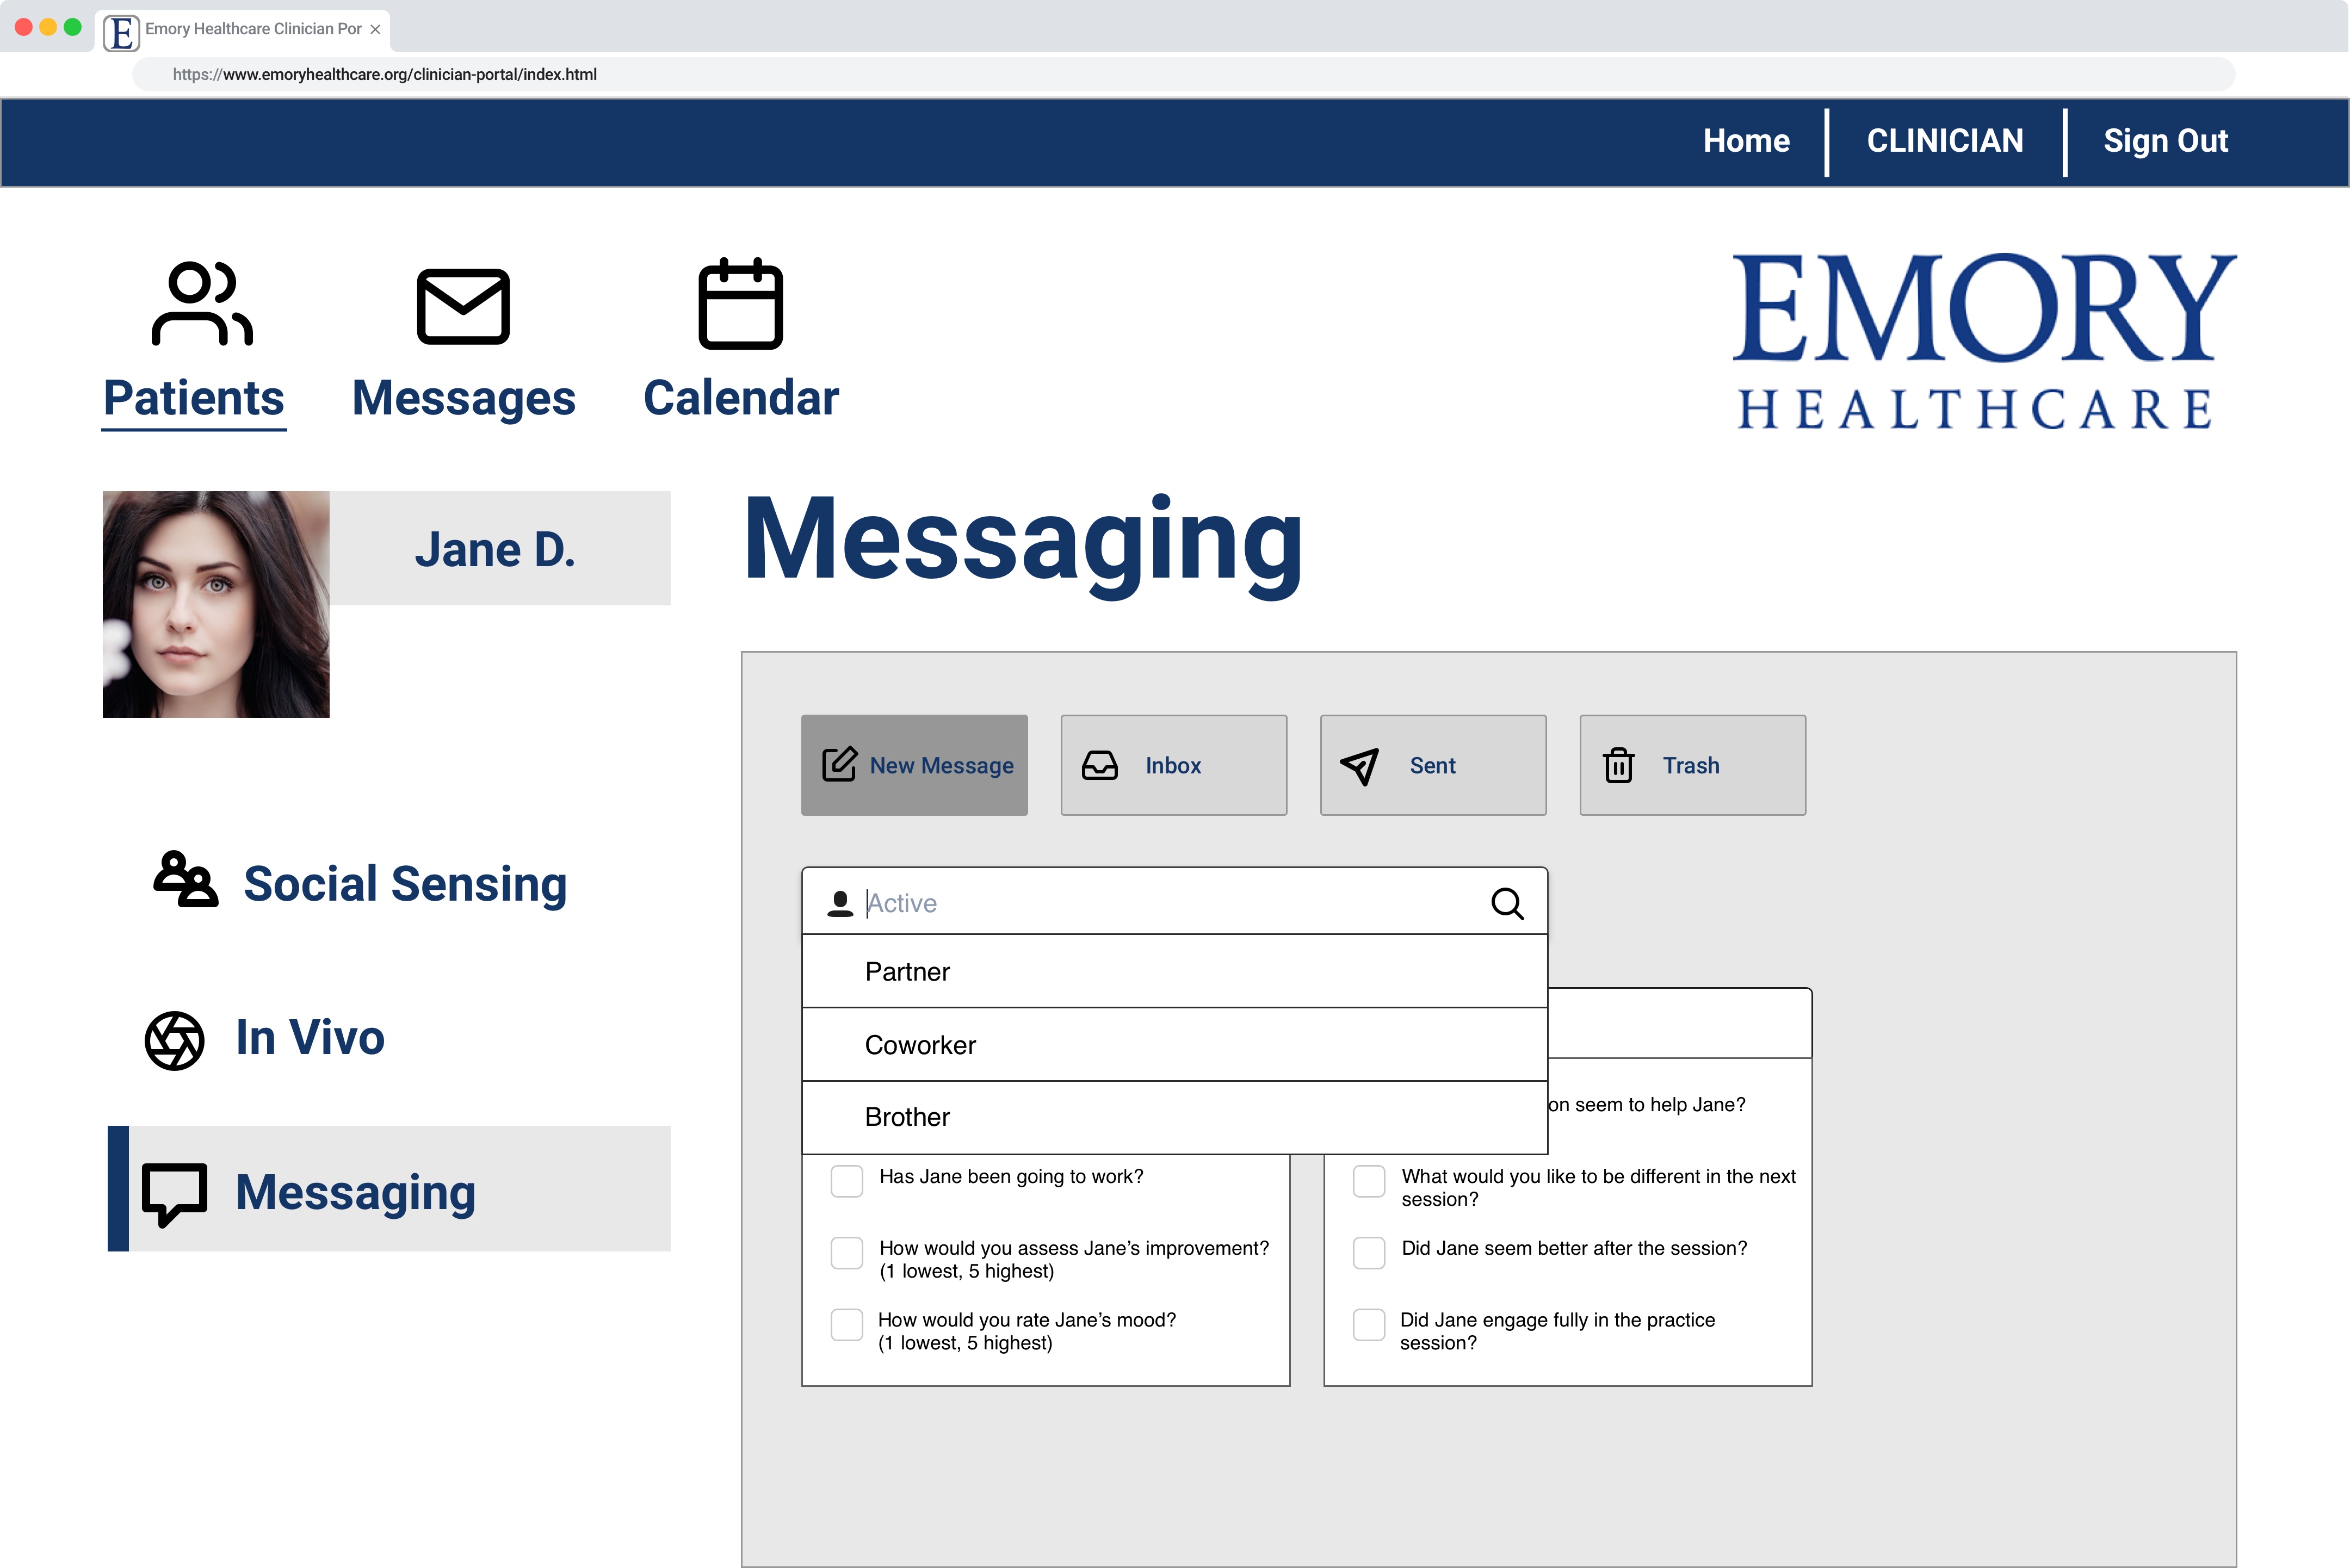 E
Emory Healthcare Clinician Por
https://www.emoryhealthcare.org/clinician-portal/index.html
Home
CLINICIAN
Sign Out
Patients
Messages
Calendar
EMORY
HEALTHCARE
Jane D.
Messaging
New Message
Inbox
Sent
Trash
Social Sensing
In Vivo
Messaging
Active
Partner
Coworker
Brother
on seem to help Jane?
Has Jane been going to work?
How would you assess Jane’s improvement?
(1 lowest, 5 highest)
How would you rate Jane’s mood?
(1 lowest, 5 highest)
What would you like to be different in the next
session?
Did Jane seem better after the session?
Did Jane engage fully in the practice
session?